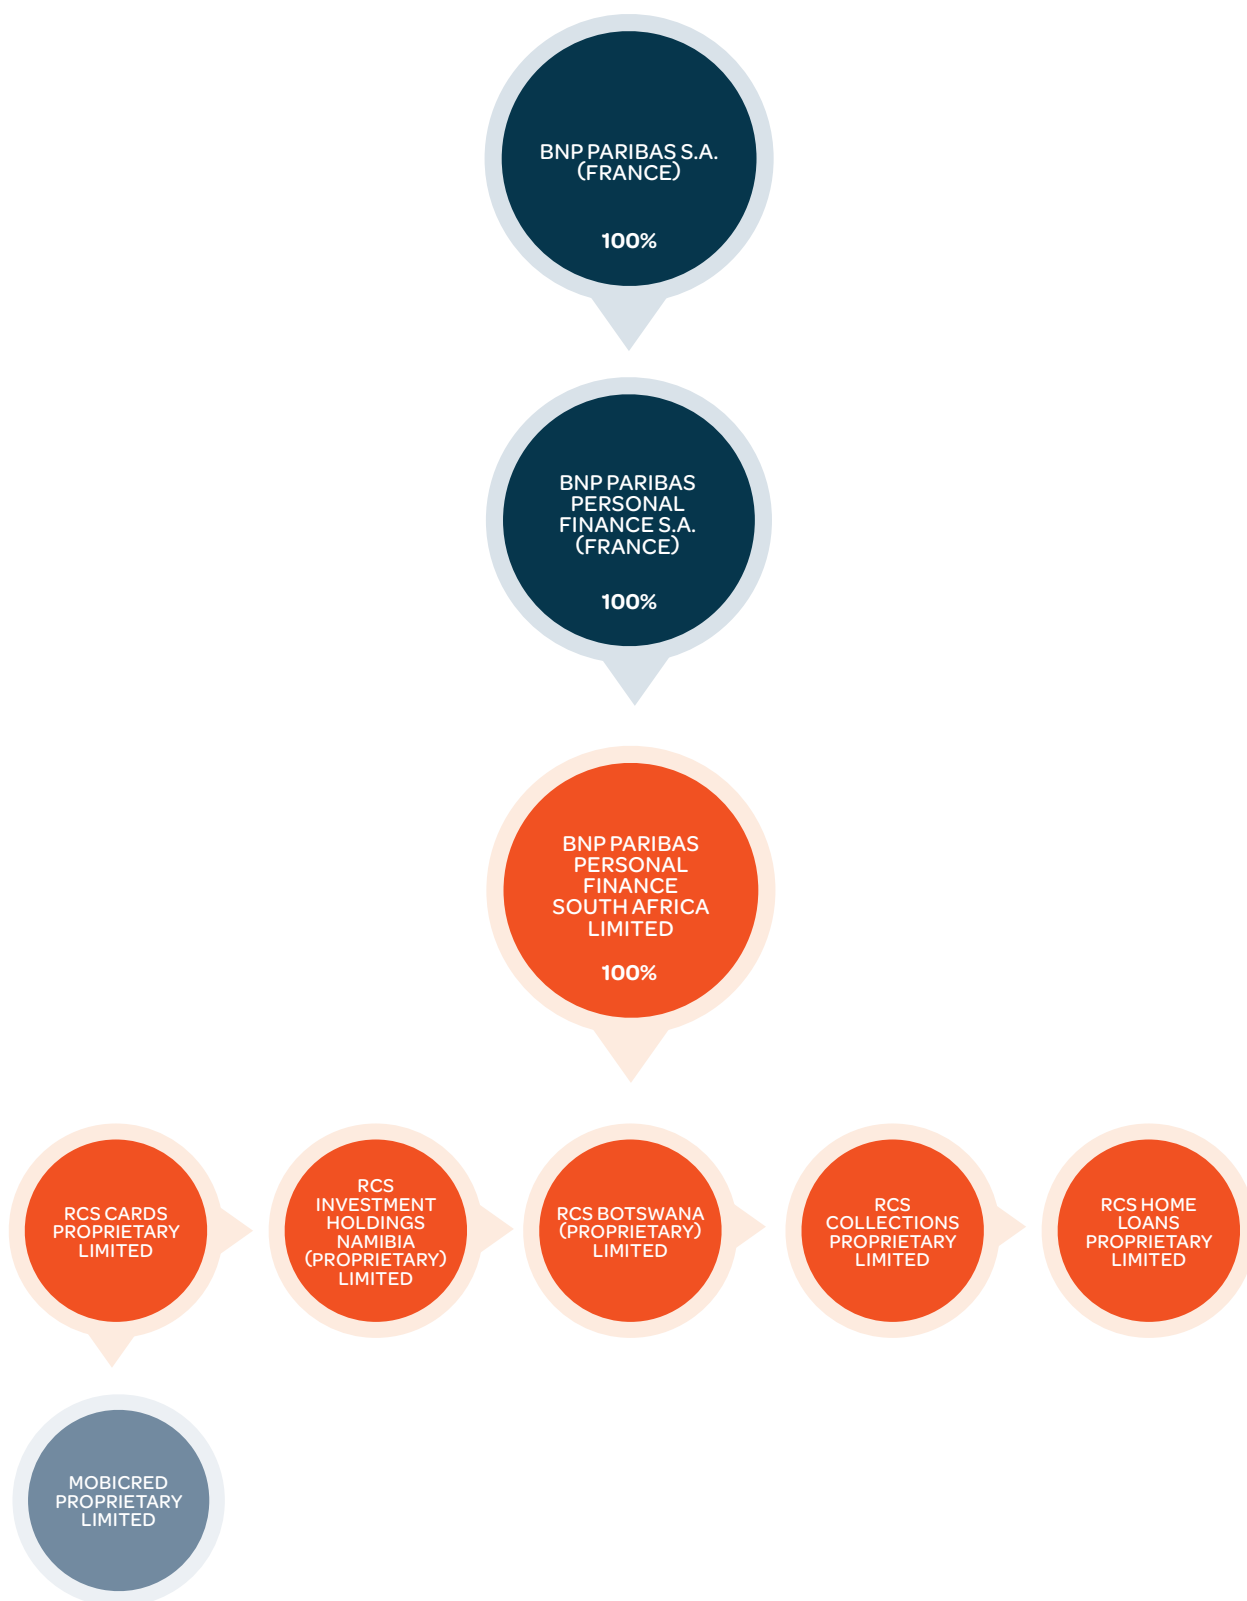 BNP PARIBAS S.A.
(FRANCE)
100%
BNP PARIBAS
PERSONAL
FINANCE S.A.
(FRANCE)
100%
BNP PARIBAS
PERSONAL
FINANCE
SOUTH AFRICA
LIMITED
100%
RCS CARDS
PROPRIETARY
LIMITED
RCS
INVESTMENT
HOLDINGS
NAMIBIA
(PROPRIETARY)
LIMITED
RCS BOTSWANA
(PROPRIETARY)
LIMITED
RCS
COLLECTIONS
PROPRIETARY
LIMITED
RCS HOME
LOANS
PROPRIETARY
LIMITED
MOBICRED
PROPRIETARY
LIMITED